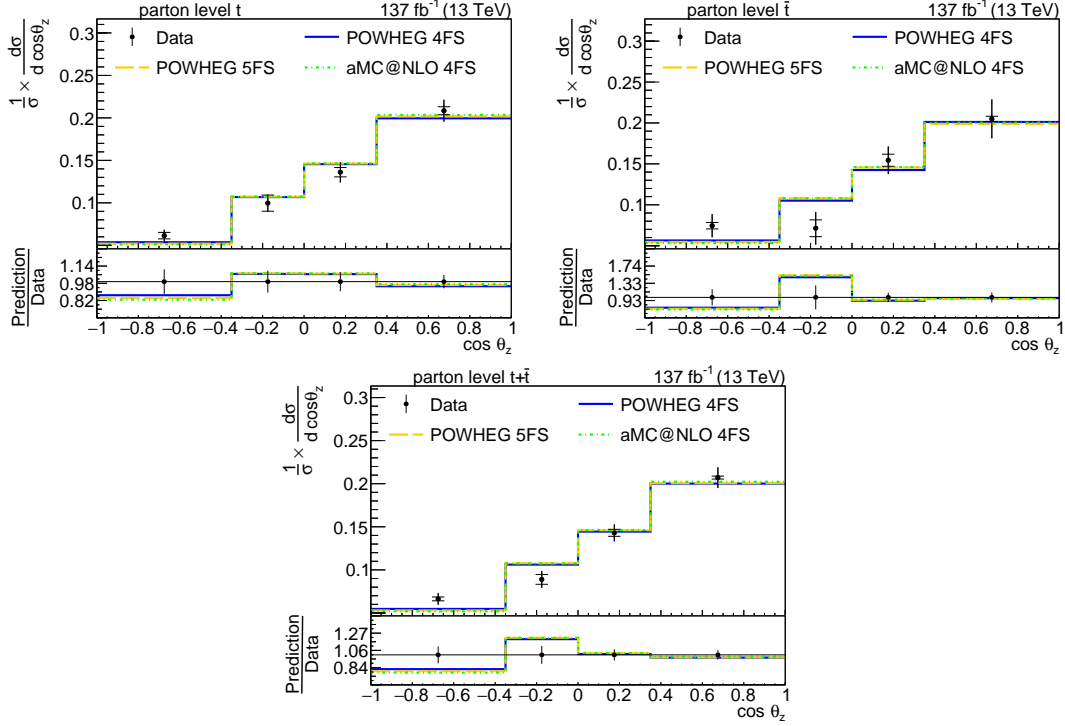 parton level t 137 fb⁻¹ (13 TeV)
1/σ × dσ/d cosθz
0.3
0.25
0.2
0.15
0.1
Data
POWHEG 4FS
POWHEG 5FS
aMC@NLO 4FS
Prediction/Data
1.14
0.98
0.82
−1 −0.8 −0.6 −0.4 −0.2 0 0.2 0.4 0.6 0.8 1
cos θz
parton level t̄ 137 fb⁻¹ (13 TeV)
1/σ × dσ/d cosθz
0.3
0.25
0.2
0.15
0.1
Data
POWHEG 4FS
POWHEG 5FS
aMC@NLO 4FS
Prediction/Data
1.74
1.33
0.93
−1 −0.8 −0.6 −0.4 −0.2 0 0.2 0.4 0.6 0.8 1
cos θz
parton level t+t̄ 137 fb⁻¹ (13 TeV)
1/σ × dσ/d cosθz
0.3
0.25
0.2
0.15
0.1
Data
POWHEG 4FS
POWHEG 5FS
aMC@NLO 4FS
Prediction/Data
1.27
1.06
0.84
−1 −0.8 −0.6 −0.4 −0.2 0 0.2 0.4 0.6 0.8 1
cos θz